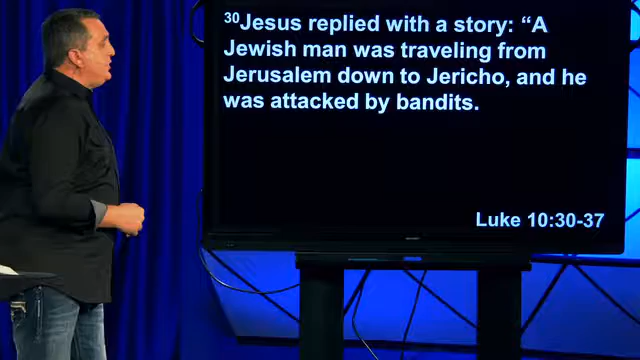 ³⁰Jesus replied with a story: “A
Jewish man was traveling from
Jerusalem down to Jericho, and he
was attacked by bandits.
Luke 10:30-37